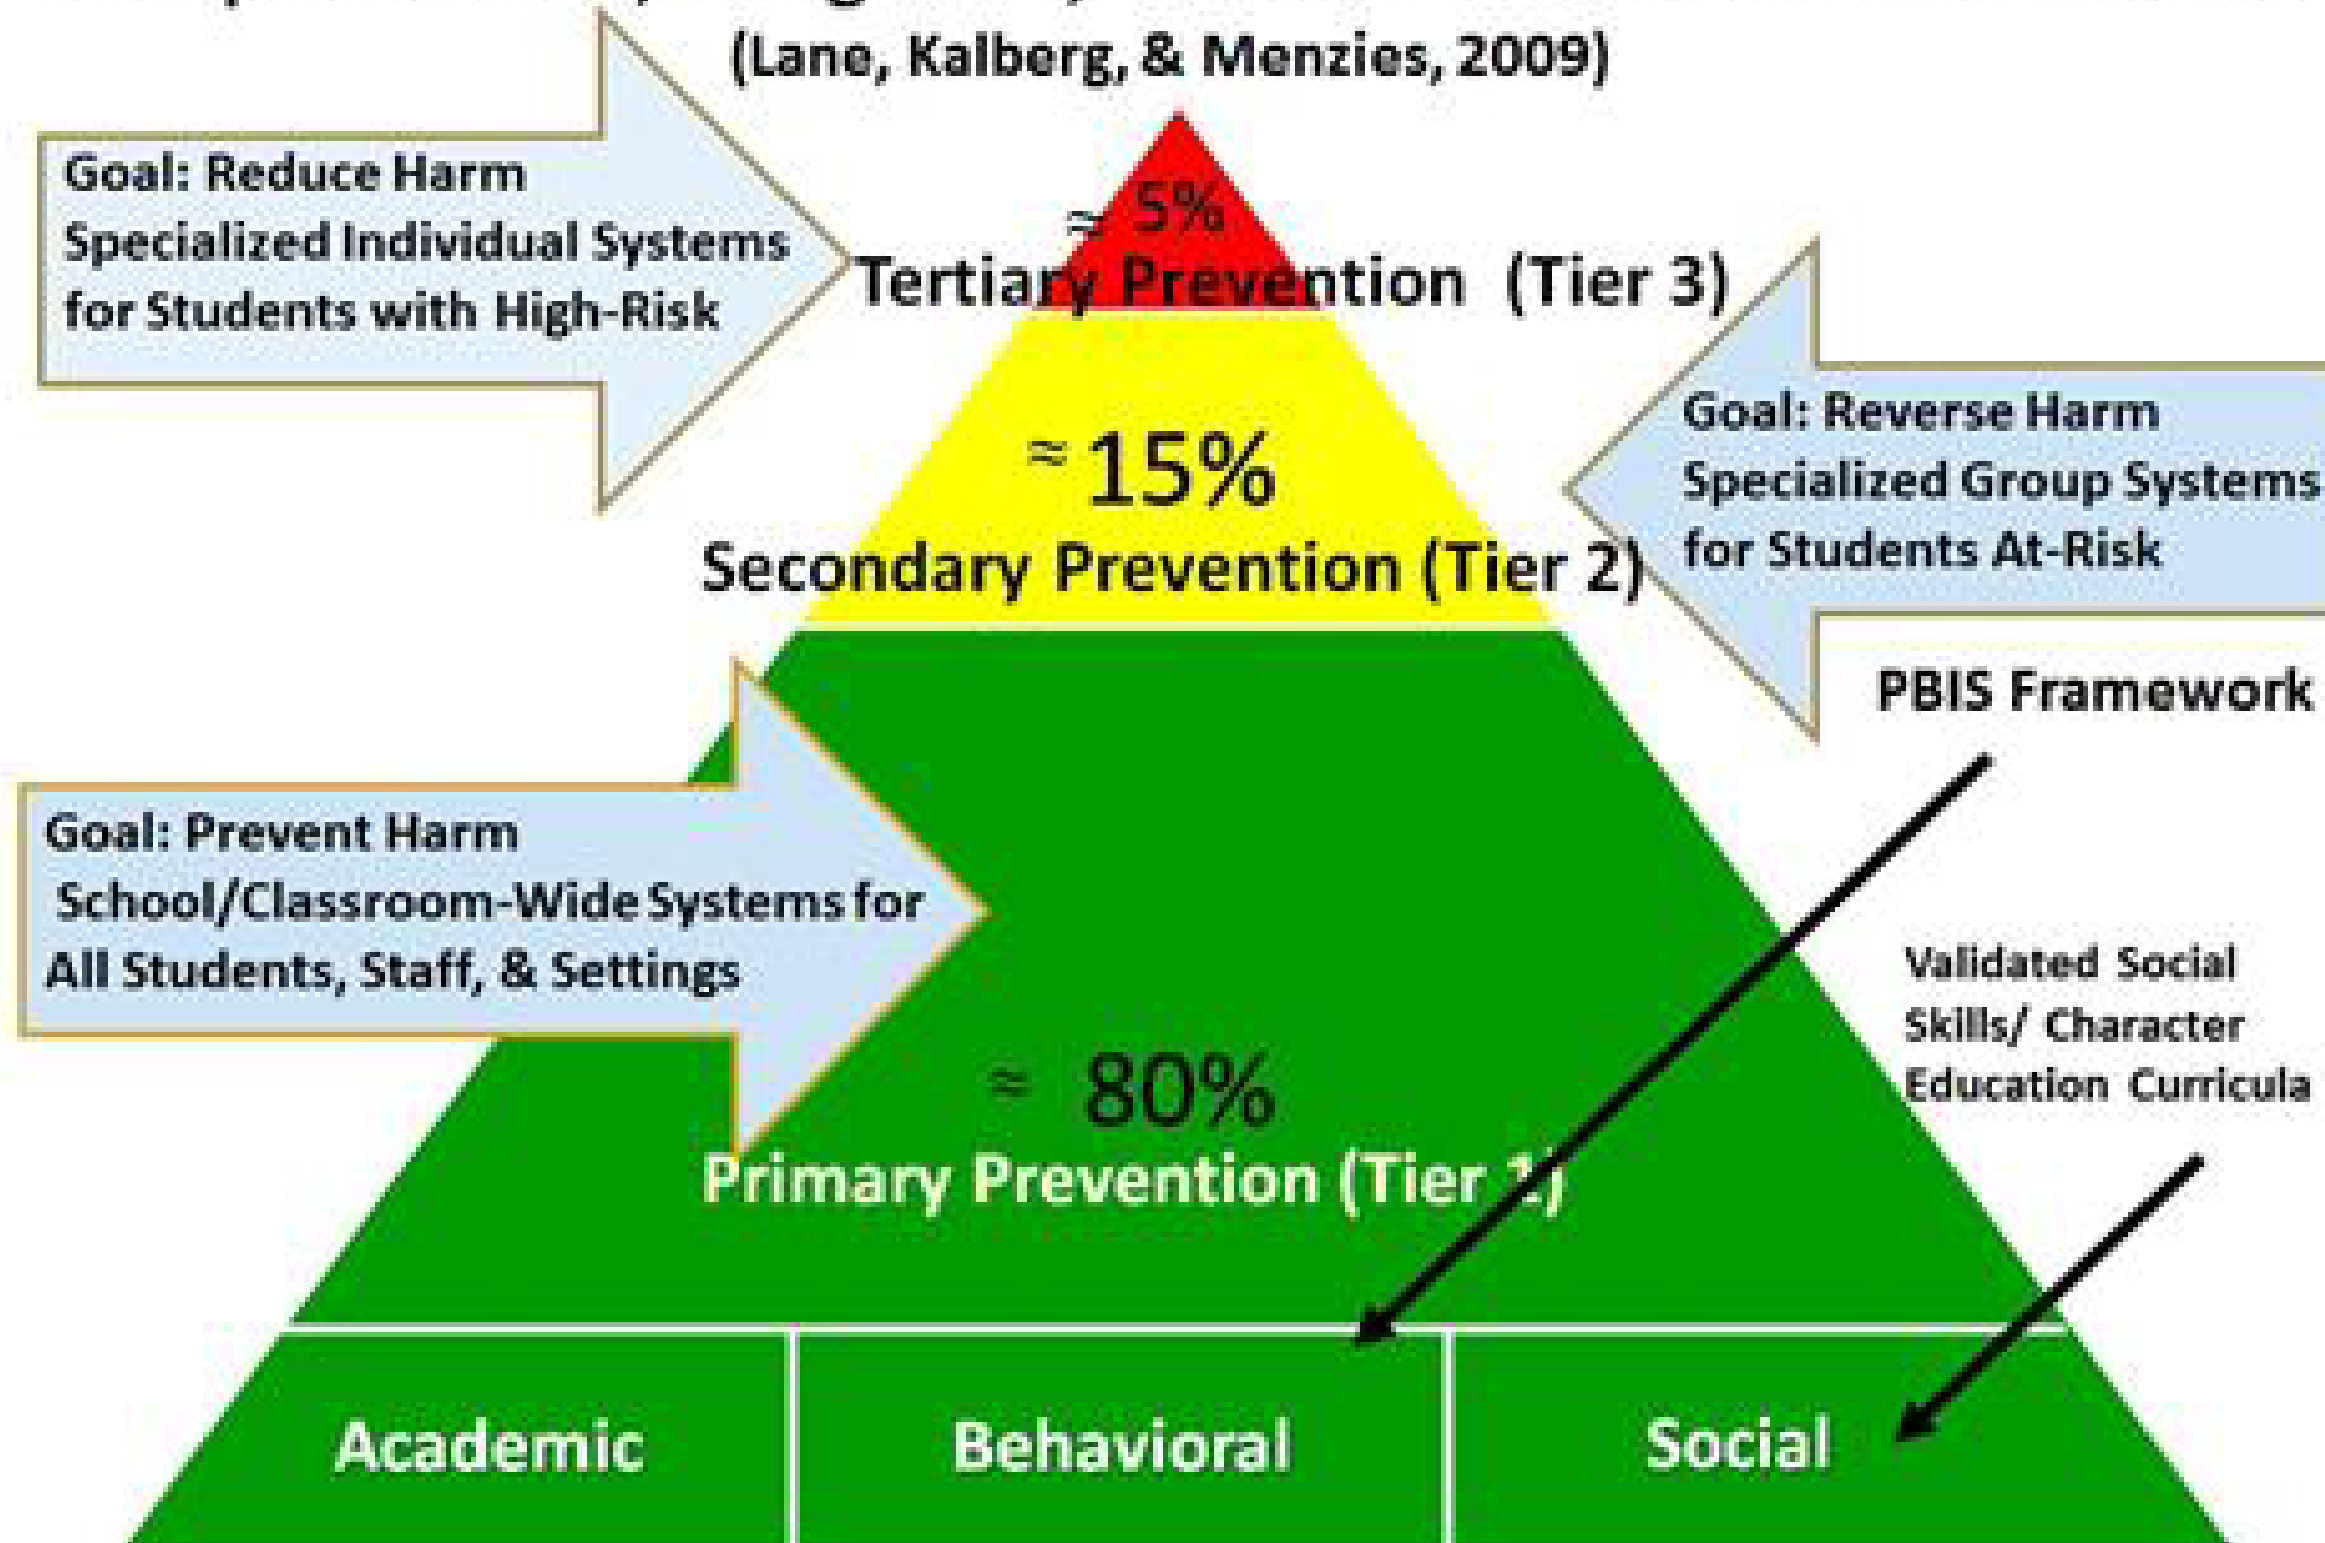 (Lane, Kalberg, & Menzies, 2009)
Goal: Reduce Harm
Specialized Individual Systems
for Students with High-Risk
≈ 5%
Tertiary Prevention (Tier 3)
Goal: Reverse Harm
Specialized Group Systems
for Students At-Risk
≈ 15%
Secondary Prevention (Tier 2)
PBIS Framework
Goal: Prevent Harm
School/Classroom-Wide Systems for
All Students, Staff, & Settings
Validated Social
Skills/ Character
Education Curricula
≈ 80%
Primary Prevention (Tier 1)
Academic
Behavioral
Social